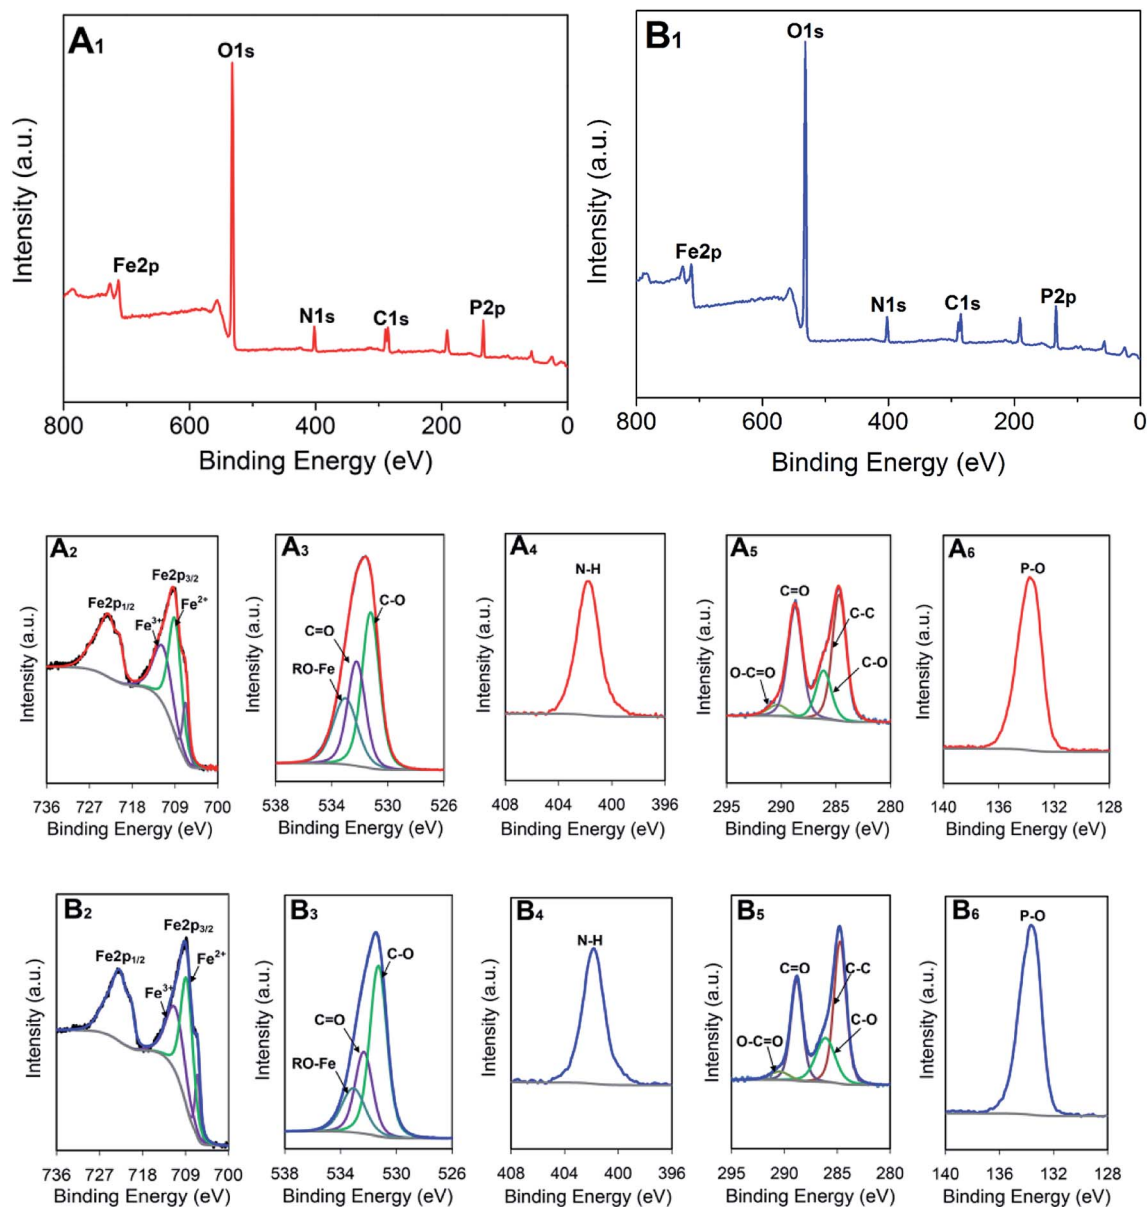 A1
O1s
Fe2p
N1s
C1s
P2p
Intensity (a.u.)
800 600 400 200 0
Binding Energy (eV)
B1
O1s
Fe2p
N1s
C1s
P2p
Intensity (a.u.)
800 600 400 200 0
Binding Energy (eV)
A2
Fe2p3/2
Fe2p1/2
Fe3+
Fe2+
Intensity (a.u.)
736 727 718 709 700
Binding Energy (eV)
A3
C-O
C=O
RO-Fe
Intensity (a.u.)
538 534 530 526
Binding Energy (eV)
A4
N-H
Intensity (a.u.)
408 404 400 396
Binding Energy (eV)
A5
C=O
C-C
C-O
O-C=O
Intensity (a.u.)
295 290 285 280
Binding Energy (eV)
A6
P-O
Intensity (a.u.)
140 136 132 128
Binding Energy (eV)
B2
Fe2p3/2
Fe2p1/2
Fe2+
Fe3+
Intensity (a.u.)
736 727 718 709 700
Binding Energy (eV)
B3
C-O
C=O
RO-Fe
Intensity (a.u.)
538 534 530 526
Binding Energy (eV)
B4
N-H
Intensity (a.u.)
408 404 400 396
Binding Energy (eV)
B5
C=O
C-C
C-O
O-C=O
Intensity (a.u.)
295 290 285 280
Binding Energy (eV)
B6
P-O
Intensity (a.u.)
140 136 132 128
Binding Energy (eV)